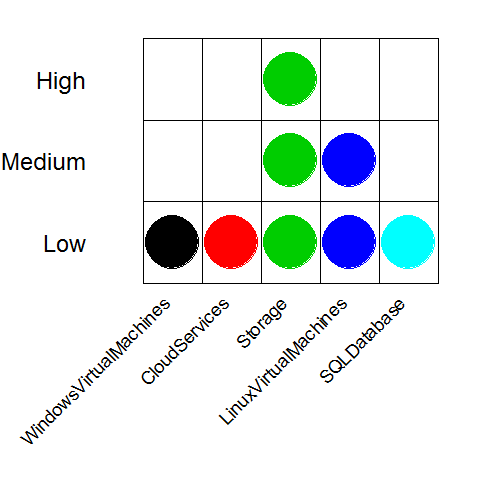 High
Medium
Low
WindowsVirtualMachines
CloudServices
Storage
LinuxVirtualMachines
SQLDatabase